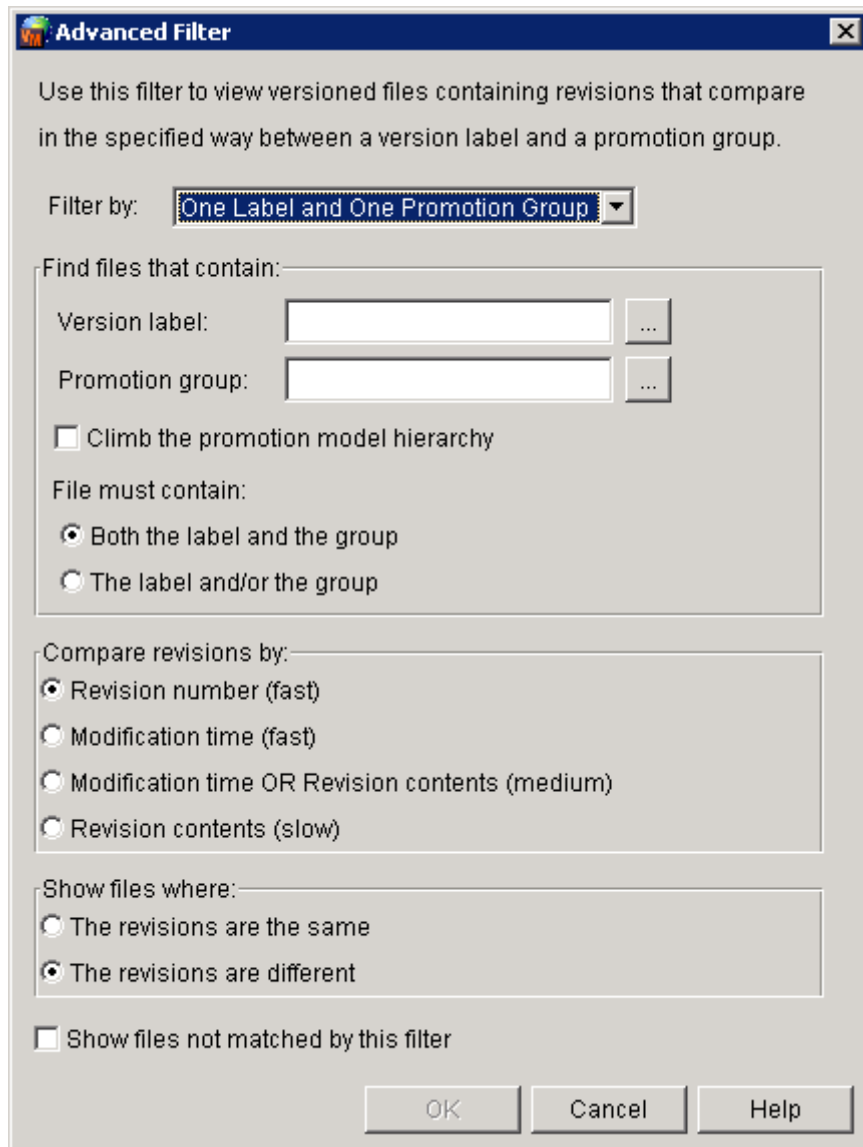 VM Advanced Filter
Use this filter to view versioned files containing revisions that compare
in the specified way between a version label and a promotion group.
Filter by: One Label and One Promotion Group
Find files that contain:
Version label: ...
Promotion group: ...
Climb the promotion model hierarchy
File must contain:
Both the label and the group
The label and/or the group
Compare revisions by:
Revision number (fast)
Modification time (fast)
Modification time OR Revision contents (medium)
Revision contents (slow)
Show files where:
The revisions are the same
The revisions are different
Show files not matched by this filter
OK Cancel Help